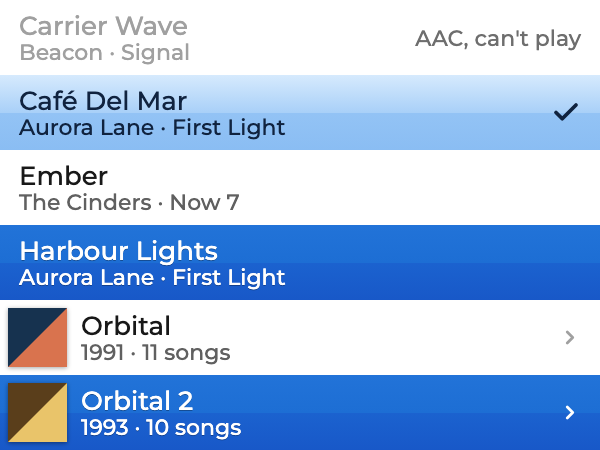 Carrier Wave
Beacon · Signal
AAC, can't play
Café Del Mar
Aurora Lane · First Light
Ember
The Cinders · Now 7
Harbour Lights
Aurora Lane · First Light
Orbital
1991 · 11 songs
Orbital 2
1993 · 10 songs